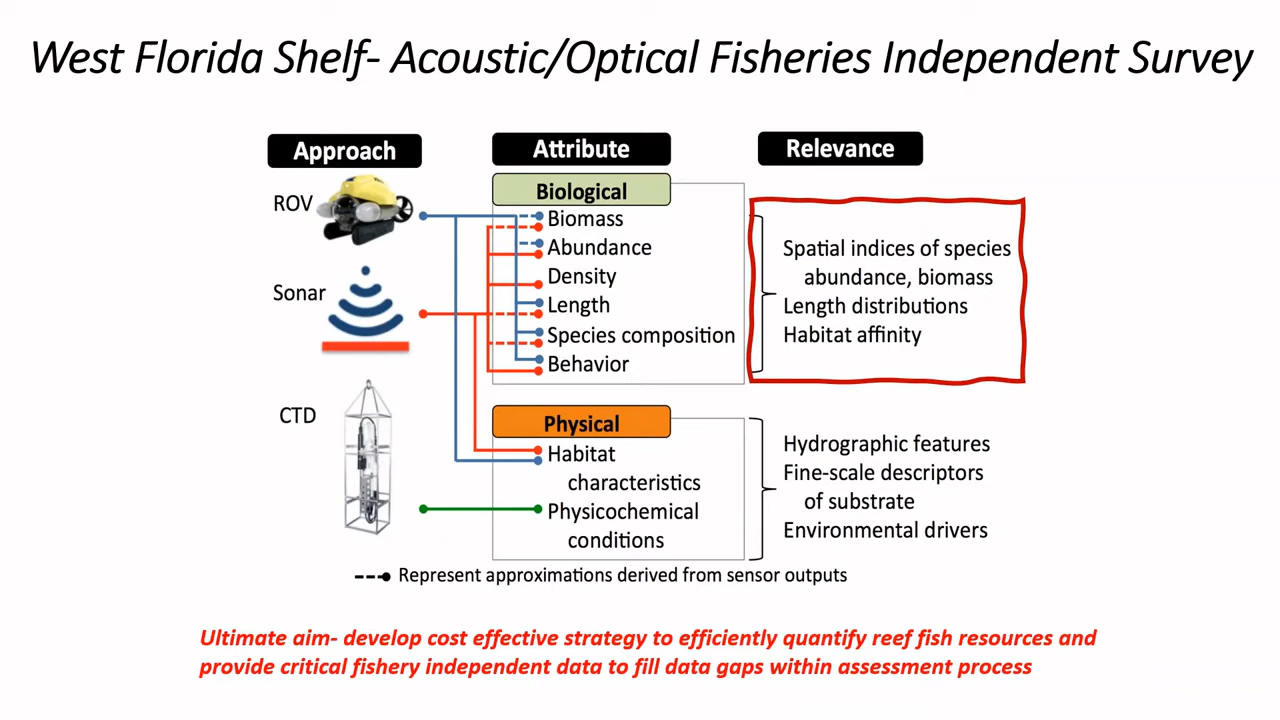 West Florida Shelf- Acoustic/Optical Fisheries Independent Survey
Approach
Attribute
Relevance
ROV
Sonar
CTD
Biological
Biomass
Abundance
Density
Length
Species composition
Behavior
Physical
Habitat
characteristics
Physicochemical
conditions
Spatial indices of species
abundance, biomass
Length distributions
Habitat affinity
Hydrographic features
Fine-scale descriptors
of substrate
Environmental drivers
Represent approximations derived from sensor outputs
Ultimate aim- develop cost effective strategy to efficiently quantify reef fish resources and
provide critical fishery independent data to fill data gaps within assessment process